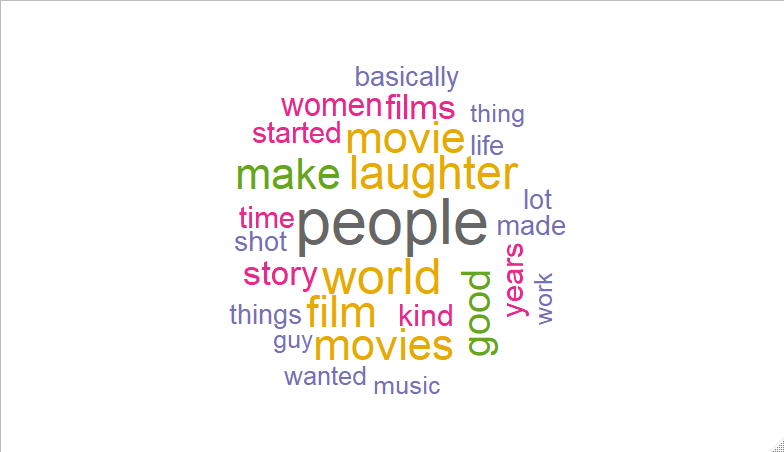 basically
women films
thing
started movie
life
make laughter
lot
people
made
time
shot
story world
years
good
work
things film kind
guy movies
wanted
music